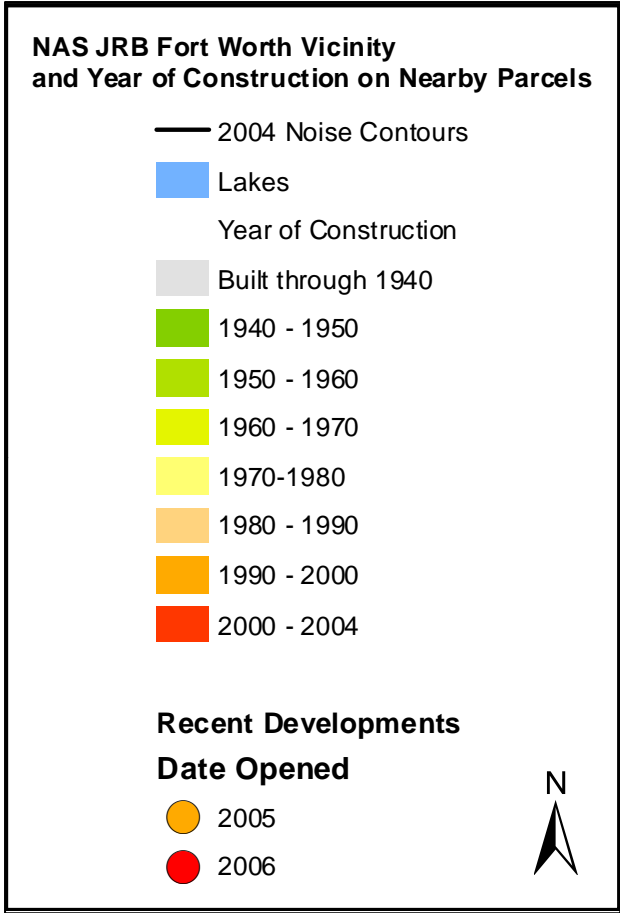 NAS JRB Fort Worth Vicinity
and Year of Construction on Nearby Parcels
2004 Noise Contours
Lakes
Year of Construction
Built through 1940
1940 - 1950
1950 - 1960
1960 - 1970
1970-1980
1980 - 1990
1990 - 2000
2000 - 2004
Recent Developments
Date Opened
2005
2006
N